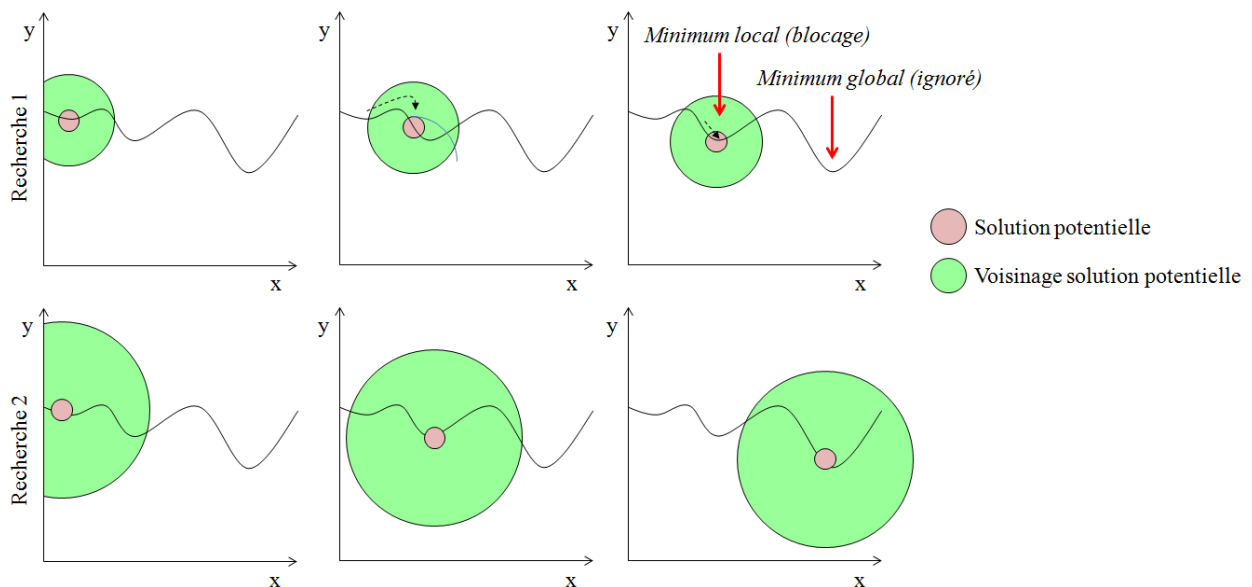 Recherche 1
y
x
y
x
y
x
Minimum local (blocage)
Minimum global (ignoré)
Solution potentielle
Voisinage solution potentielle
Recherche 2
y
x
y
x
y
x